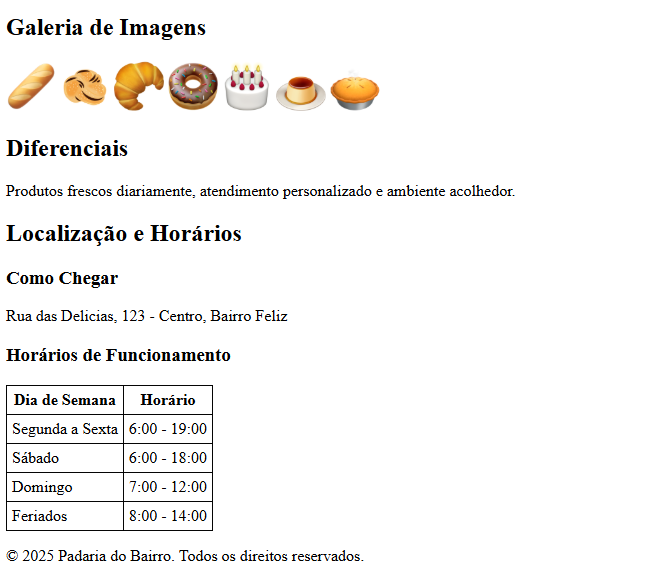 Galeria de Imagens
Diferenciais
Produtos frescos diariamente, atendimento personalizado e ambiente acolhedor.
Localização e Horários
Como Chegar
Rua das Delicias, 123 - Centro, Bairro Feliz
Horários de Funcionamento
Dia de Semana Horário
Segunda a Sexta 6:00 - 19:00
Sábado 6:00 - 18:00
Domingo 7:00 - 12:00
Feriados 8:00 - 14:00
© 2025 Padaria do Bairro. Todos os direitos reservados.